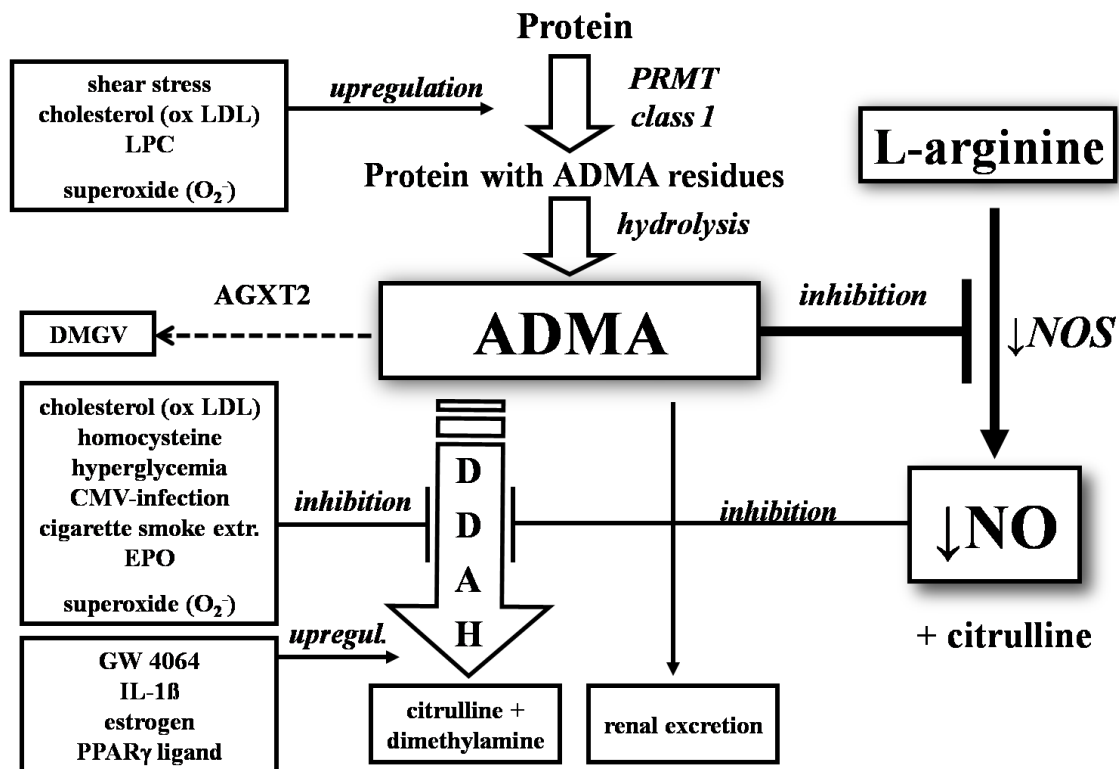 Protein
shear stress
cholesterol (ox LDL)
LPC
superoxide (O₂⁻)
upregulation
PRMT
class 1
L-arginine
Protein with ADMA residues
hydrolysis
AGXT2
DMGV
ADMA
inhibition
↓NOS
cholesterol (ox LDL)
homocysteine
hyperglycemia
CMV-infection
cigarette smoke extr.
EPO
superoxide (O₂⁻)
inhibition
D
D
A
H
inhibition
↓NO
+ citrulline
upregul.
GW 4064
IL-1ß
estrogen
PPARγ ligand
citrulline +
dimethylamine
renal excretion